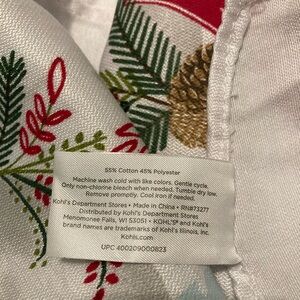 55% Cotton 45% Polyester
Machine wash cold with like colors. Gentle cycle.
Only non-chlorine bleach when needed. Tumble dry low.
Remove promptly. Cool iron if needed.
Kohl's Department Stores • Made in China • RN#73277
Distributed by Kohl's Department Stores
Menomonee Falls, WI 53051 • KOHL'S® and Kohl's
brand names are trademarks of Kohl's Illinois, Inc.
Kohls.com
UPC 400209000823